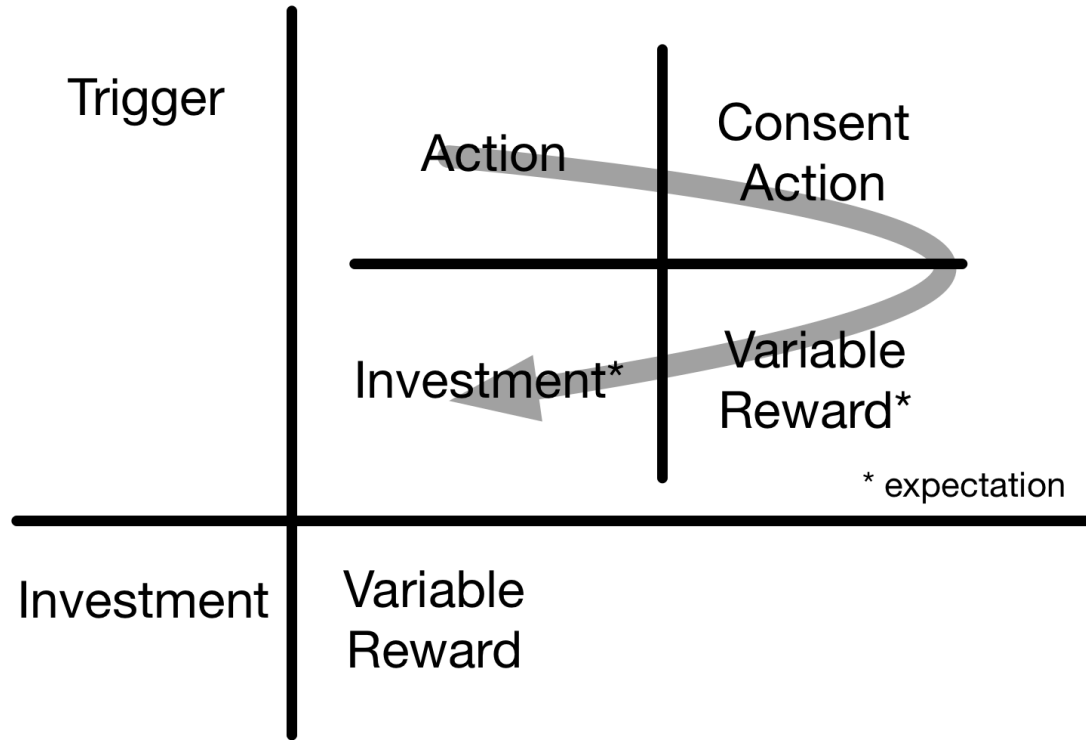 Trigger
Action
Consent
Action
Investment*
Variable
Reward*
* expectation
Investment
Variable
Reward